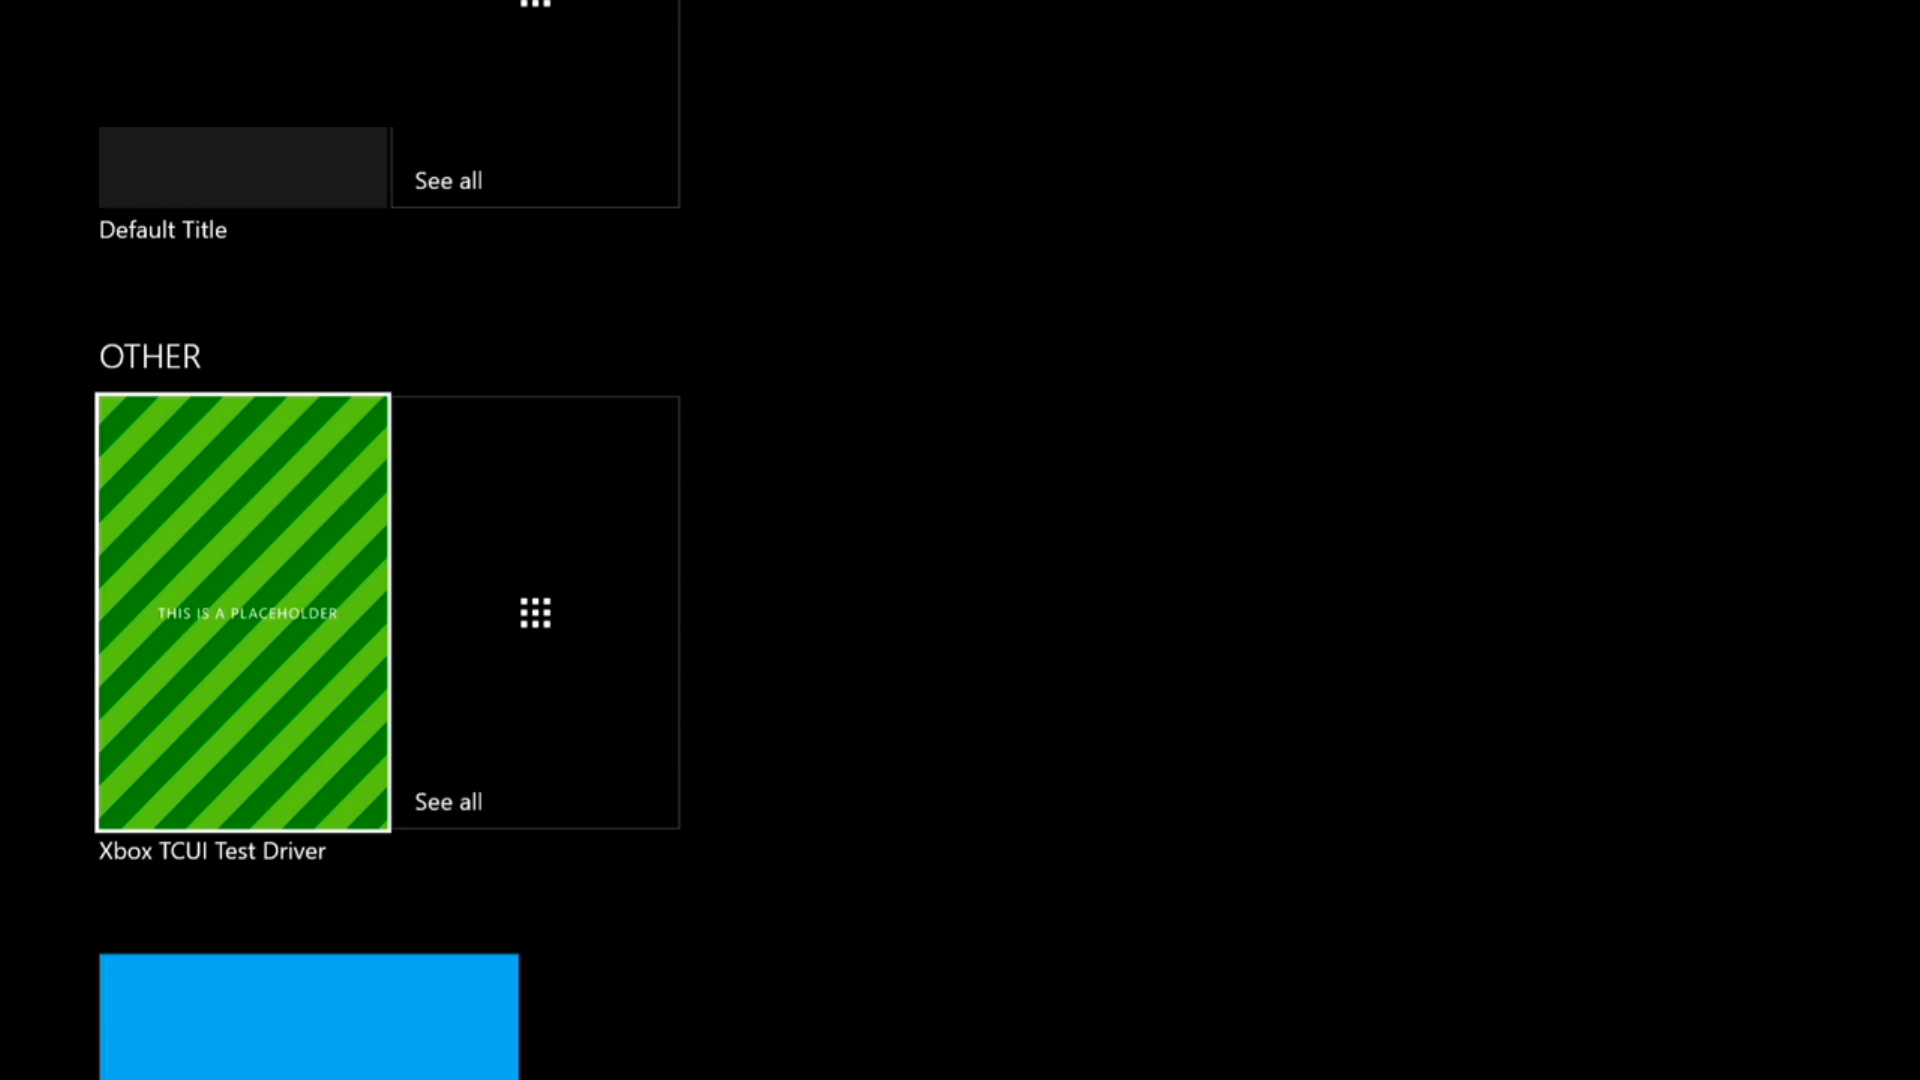 See all
Default Title
OTHER
THIS IS A PLACEHOLDER
See all
Xbox TCUI Test Driver